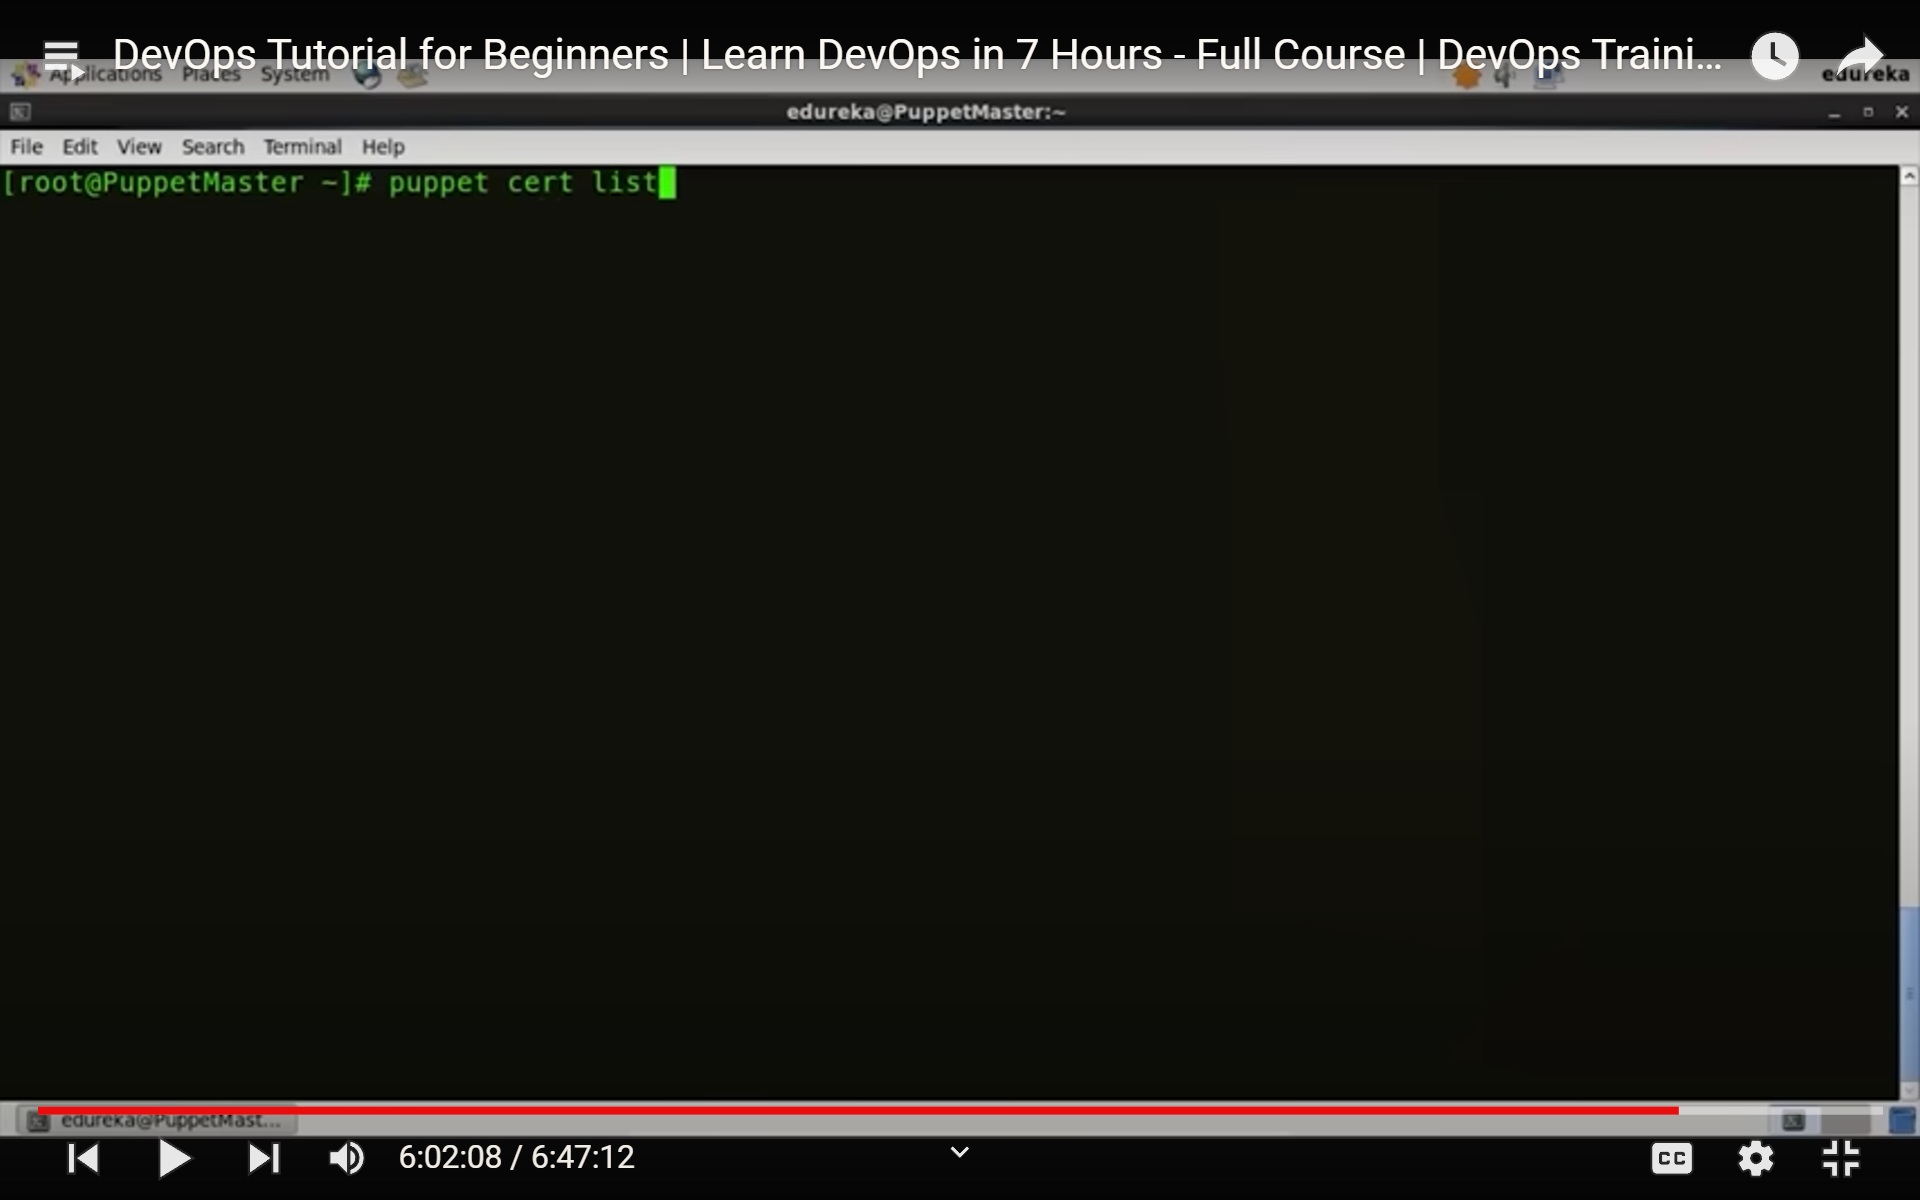 DevOps Tutorial for Beginners | Learn DevOps in 7 Hours - Full Course | DevOps Traini...
Applications Places System edureka
edureka@PuppetMaster:~
File Edit View Search Terminal Help
[root@PuppetMaster ~]# puppet cert list
edureka@PuppetMast...
6:02:08 / 6:47:12 CC